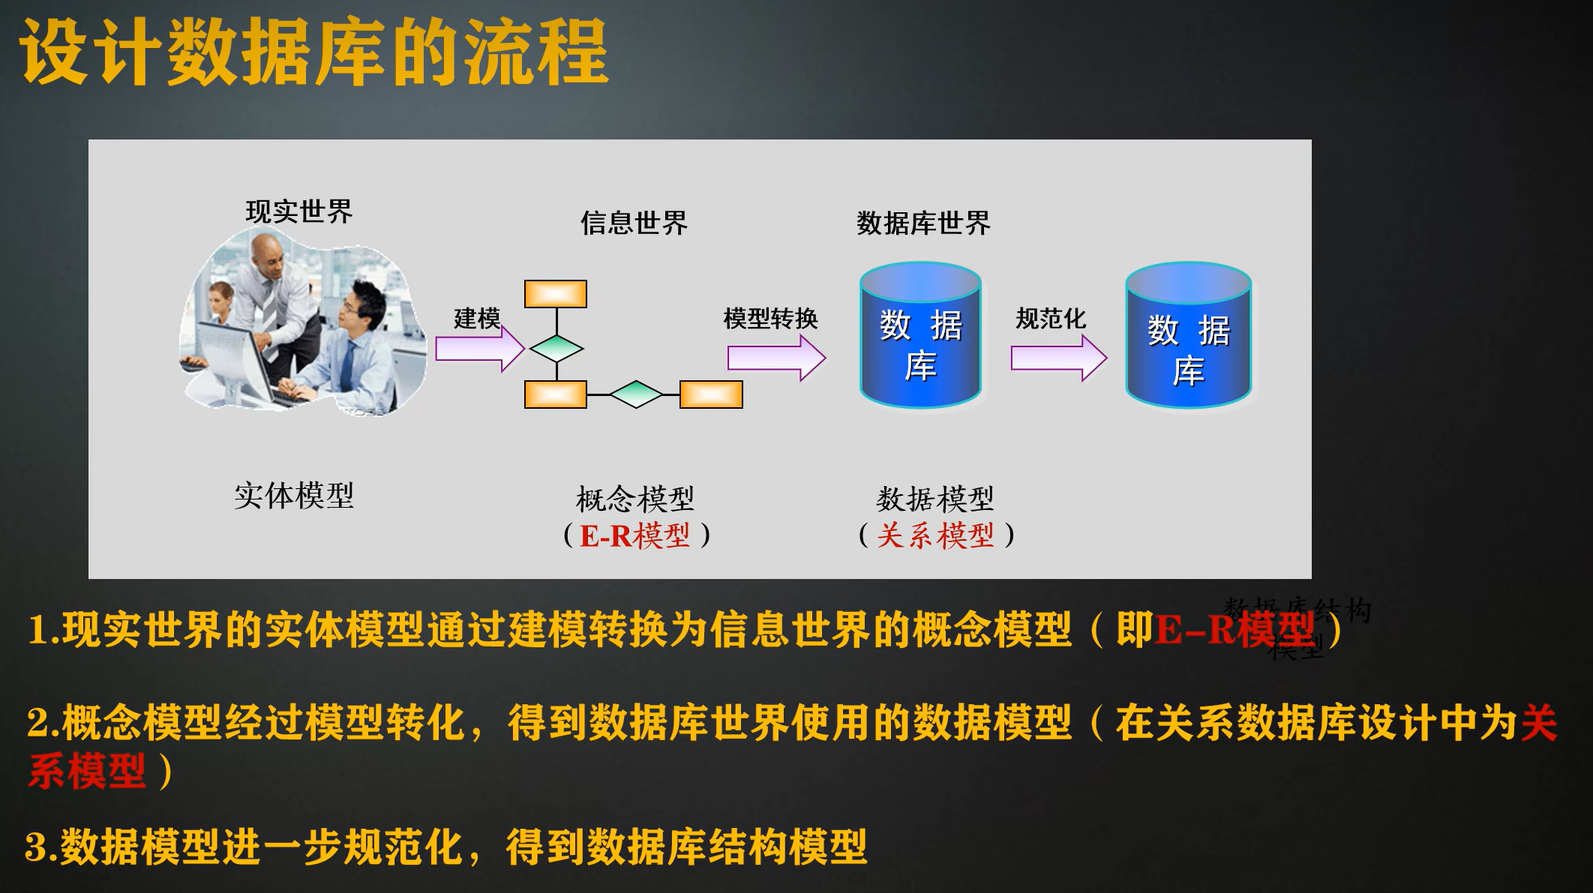 设计数据库的流程
现实世界
信息世界
数据库世界
建模
模型转换
规范化
数 据
库
数 据
库
实体模型
概念模型
（E-R模型）
数据模型
（关系模型）
数据库结构
模型
1.现实世界的实体模型通过建模转换为信息世界的概念模型（即E-R模型）
2.概念模型经过模型转化，得到数据库世界使用的数据模型（在关系数据库设计中为关
系模型）
3.数据模型进一步规范化，得到数据库结构模型